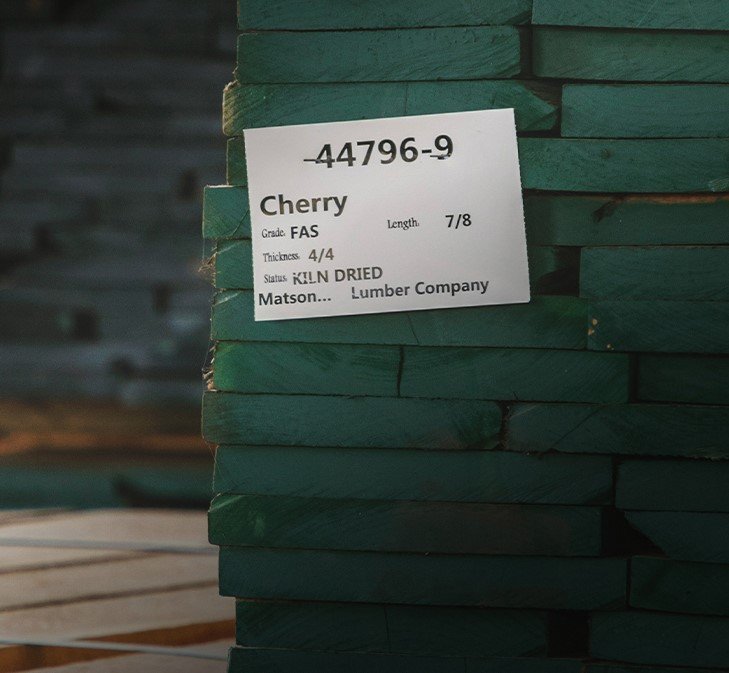 44796-9
Cherry
Grade. FAS Length. 7/8
Thickness. 4/4
Status. KILN DRIED
Matson... Lumber Company